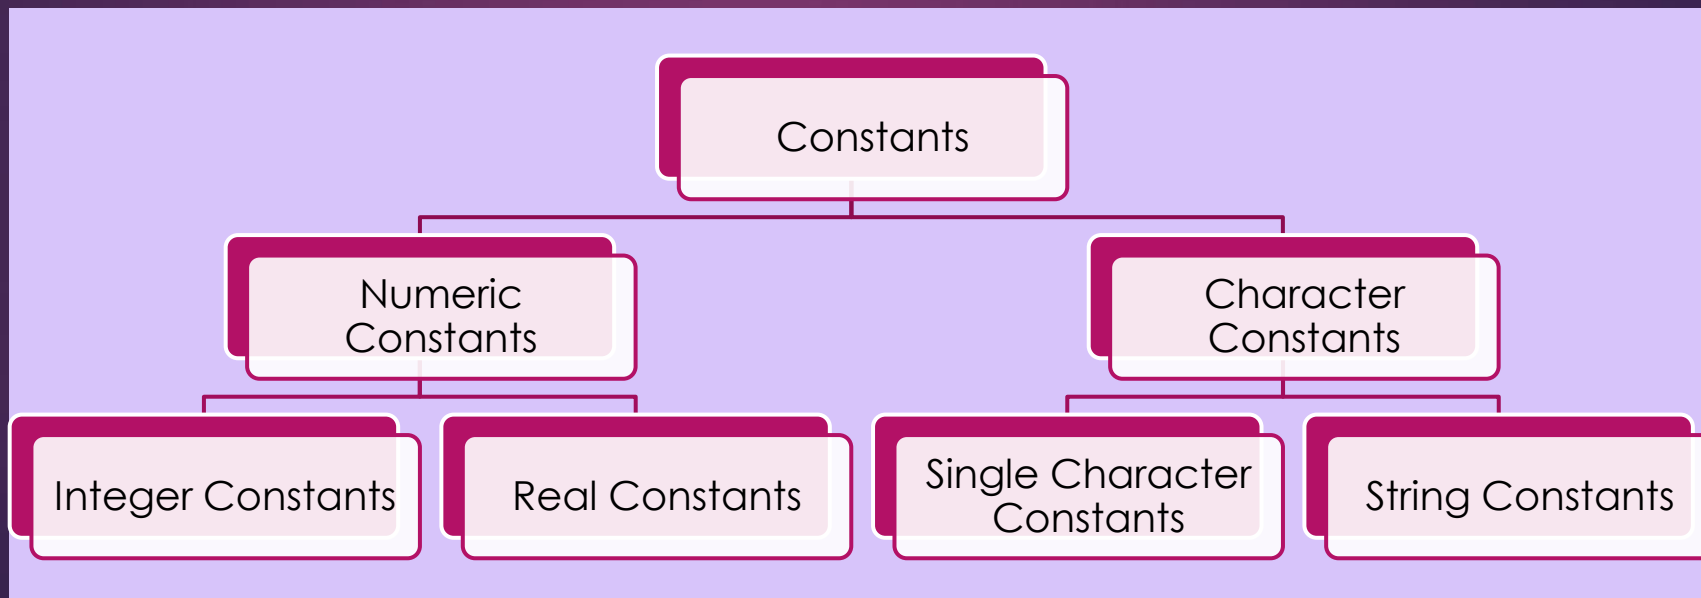 Constants
Numeric
Constants
Character
Constants
Integer Constants
Real Constants
Single Character
Constants
String Constants